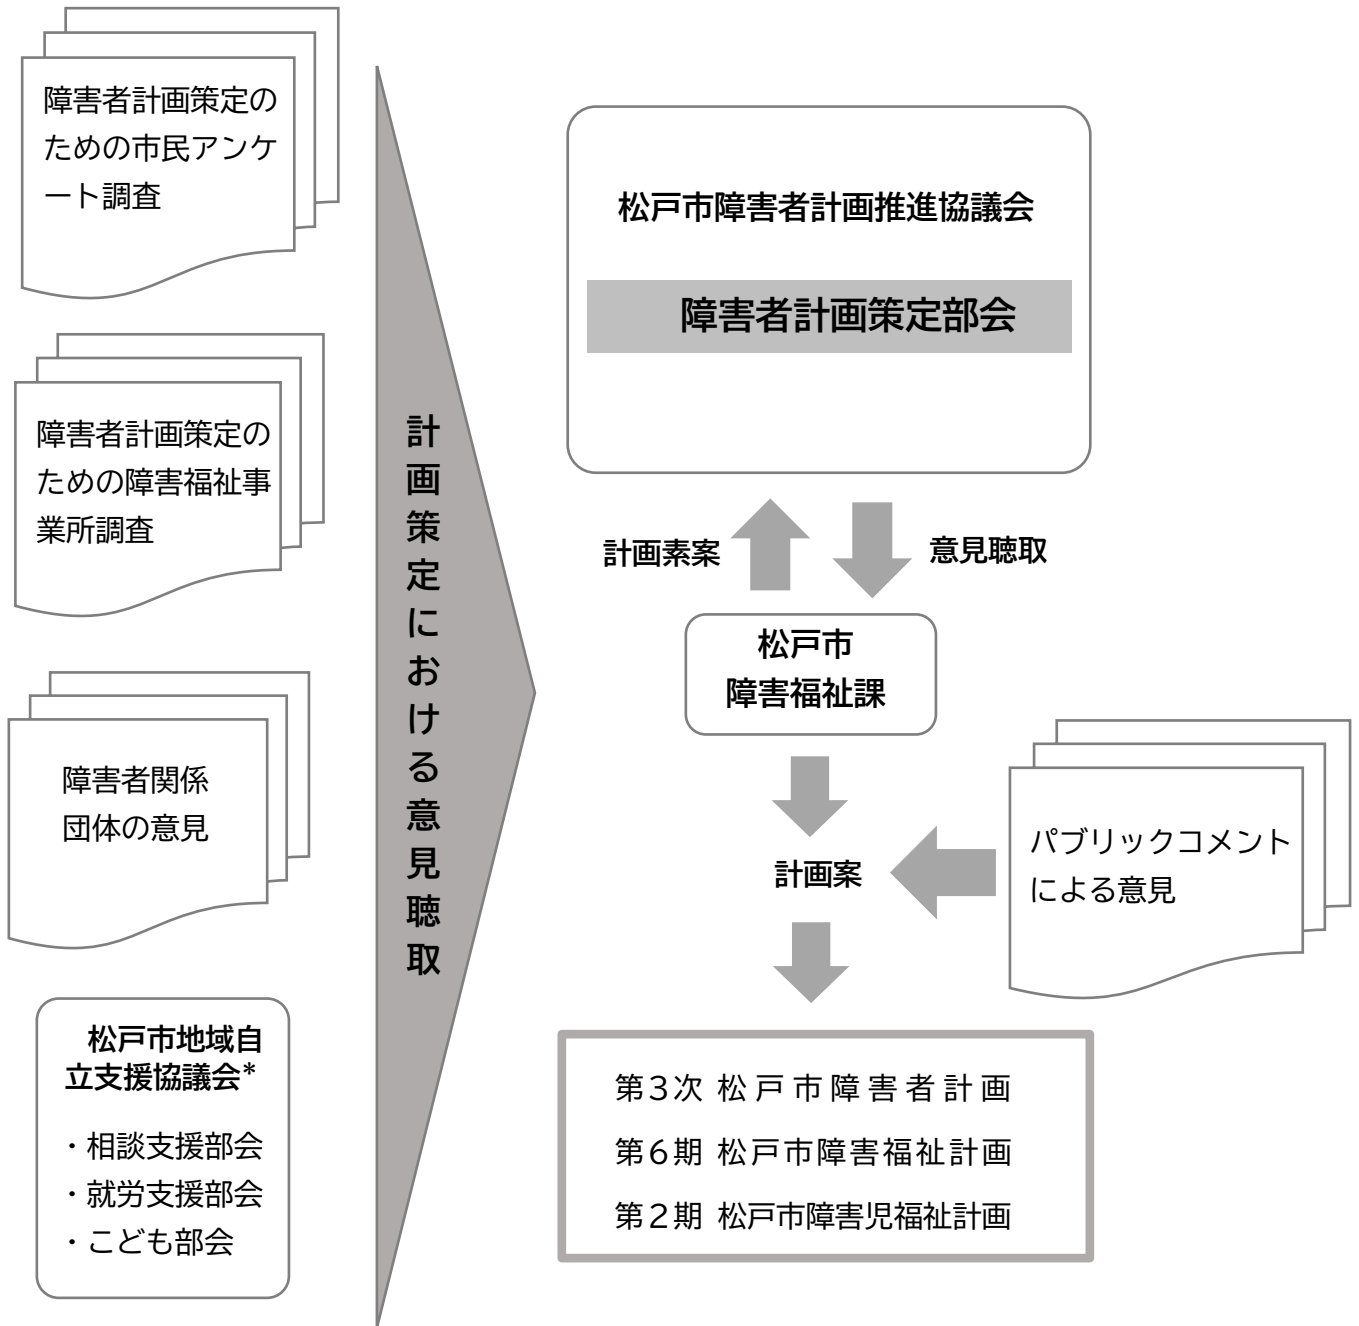 障害者計画策定の
ための市民アンケ
ート調査
障害者計画策定の
ための障害福祉事
業所調査
障害者関係
団体の意見
松戸市地域自
立支援協議会*
・相談支援部会
・就労支援部会
・こども部会
計画策定における意見聴取
松戸市障害者計画推進協議会
障害者計画策定部会
計画素案
意見聴取
松戸市
障害福祉課
計画案
パブリックコメント
による意見
第3次 松戸市障害者計画
第6期 松戸市障害福祉計画
第2期 松戸市障害児福祉計画